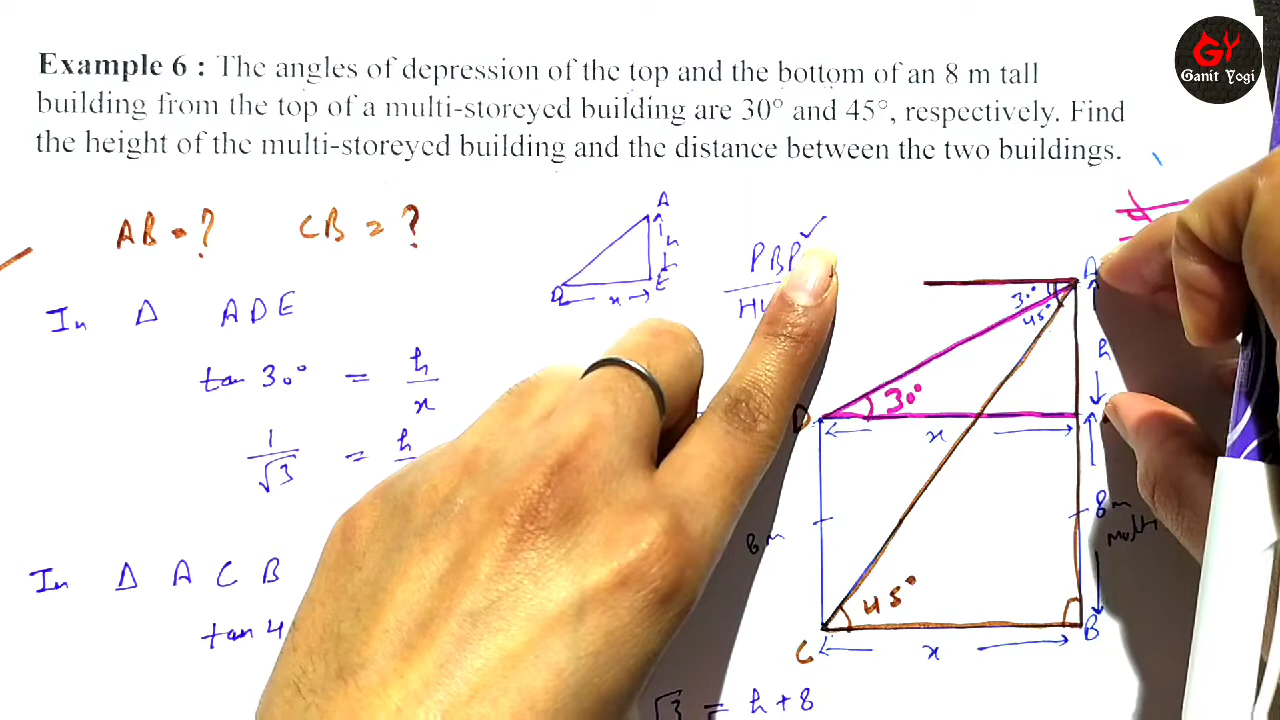 GY
Ganit Yogi
Example 6 : The angles of depression of the top and the bottom of an 8 m tall
building from the top of a multi-storeyed building are 30° and 45°, respectively. Find
the height of the multi-storeyed building and the distance between the two buildings.
AB = ? CB = ?
A
h
D x E
PBP
In Δ ADE
tan 30° = h/x
1/√3 = h
In Δ ACB
tan 4
√3 = h + 8
A
30°
45°
h
D 30°
x
8m
8m
45°
C x B